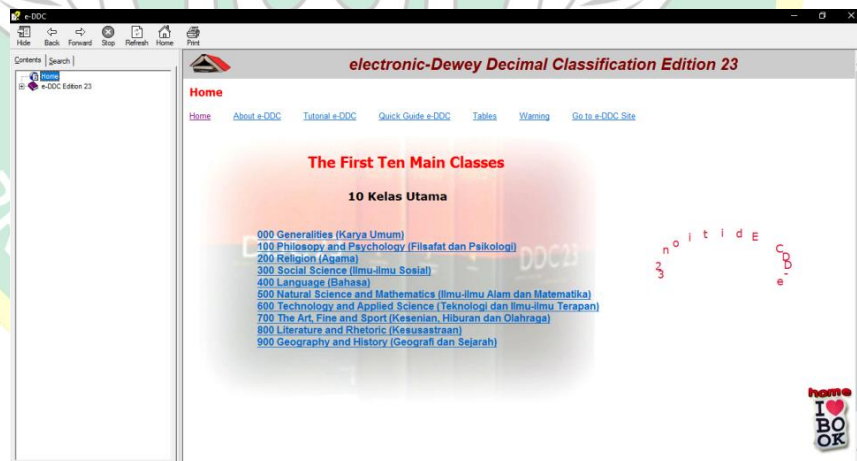 e-DDC
Hide Back Forward Stop Refresh Home Print
Contents Search
Home
e-DDC Edition 23
electronic-Dewey Decimal Classification Edition 23
Home
Home About e-DDC Tutorial e-DDC Quick Guide e-DDC Tables Warning Go to e-DDC Site
The First Ten Main Classes
10 Kelas Utama
000 Generalities (Karya Umum)
100 Philosopy and Psychology (Filsafat dan Psikologi)
200 Religion (Agama)
300 Social Science (Ilmu-ilmu Sosial)
400 Language (Bahasa)
500 Natural Science and Mathematics (Ilmu-ilmu Alam dan Matematika)
600 Technology and Applied Science (Teknologi dan Ilmu-ilmu Terapan)
700 The Art, Fine and Sport (Kesenian, Hiburan dan Olahraga)
800 Literature and Rhetoric (Kesusastraan)
900 Geography and History (Geografi dan Sejarah)
DDC23
e-DDC Edition 23
home
I
BO
OK